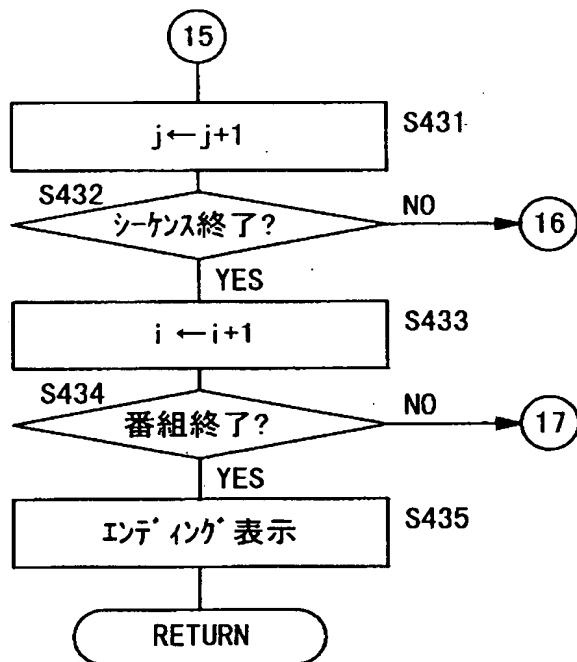 15
j←j+1
S431
S432
シーケンス終了?
NO
16
YES
i←i+1
S433
S434
番組終了?
NO
17
YES
エンディング表示
S435
RETURN